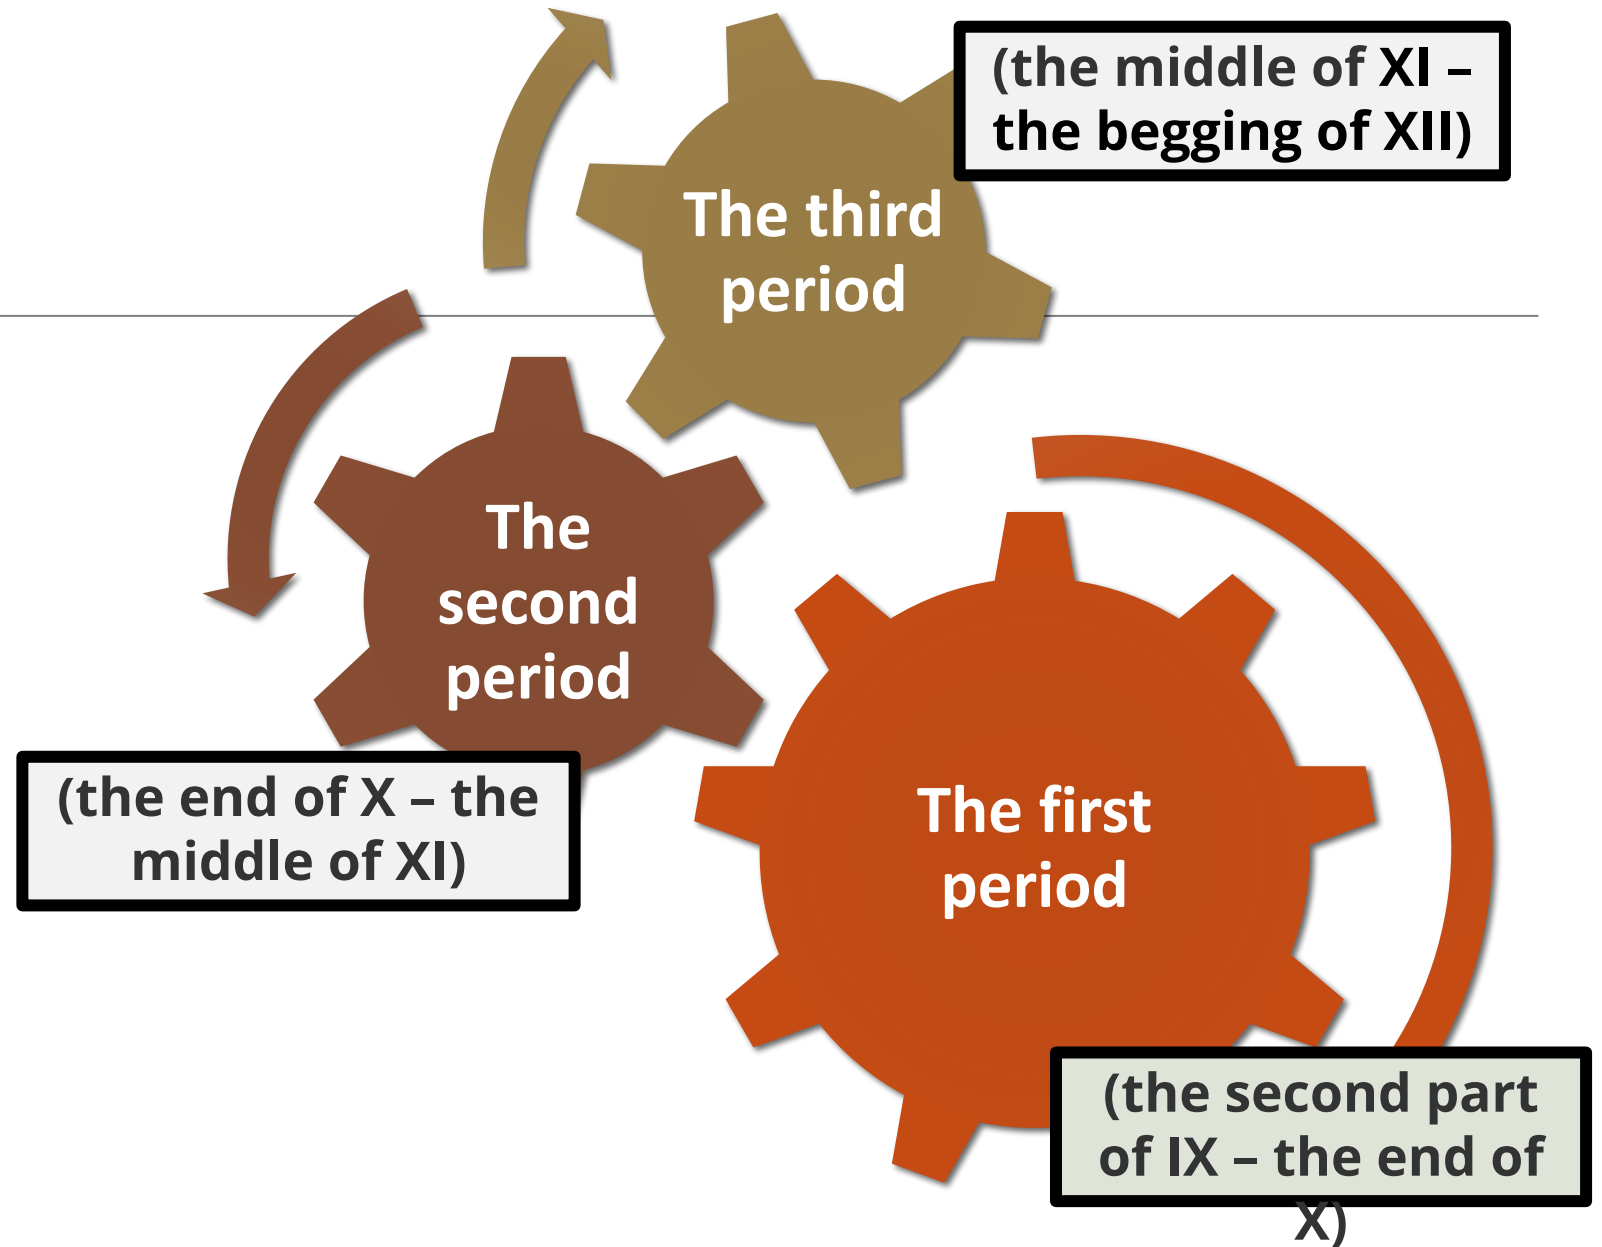 (the middle of XI –
the begging of XII)
The third
period
The
second
period
(the end of X – the
middle of XI)
The first
period
(the second part
of IX – the end of
X)